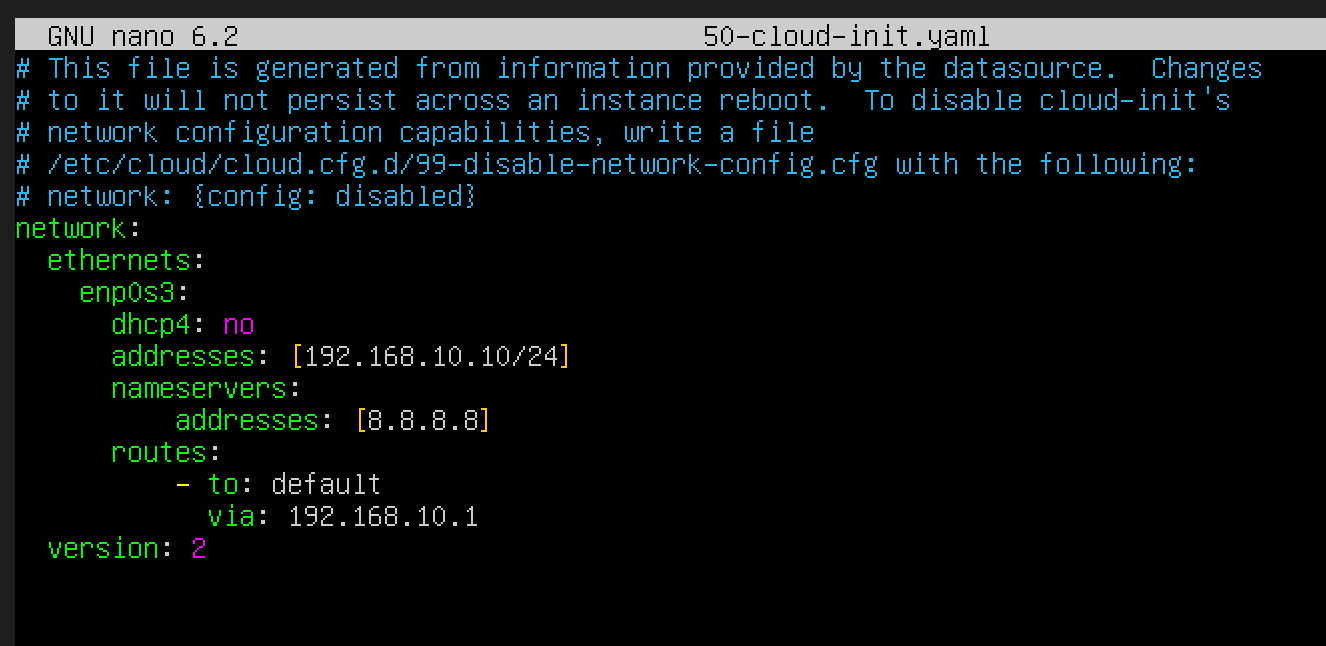 GNU nano 6.2 50-cloud-init.yaml
# This file is generated from information provided by the datasource.  Changes
# to it will not persist across an instance reboot.  To disable cloud-init's
# network configuration capabilities, write a file
# /etc/cloud/cloud.cfg.d/99-disable-network-config.cfg with the following:
# network: {config: disabled}
network:
  ethernets:
    enp0s3:
      dhcp4: no
      addresses: [192.168.10.10/24]
      nameservers:
          addresses: [8.8.8.8]
      routes:
          - to: default
            via: 192.168.10.1
  version: 2